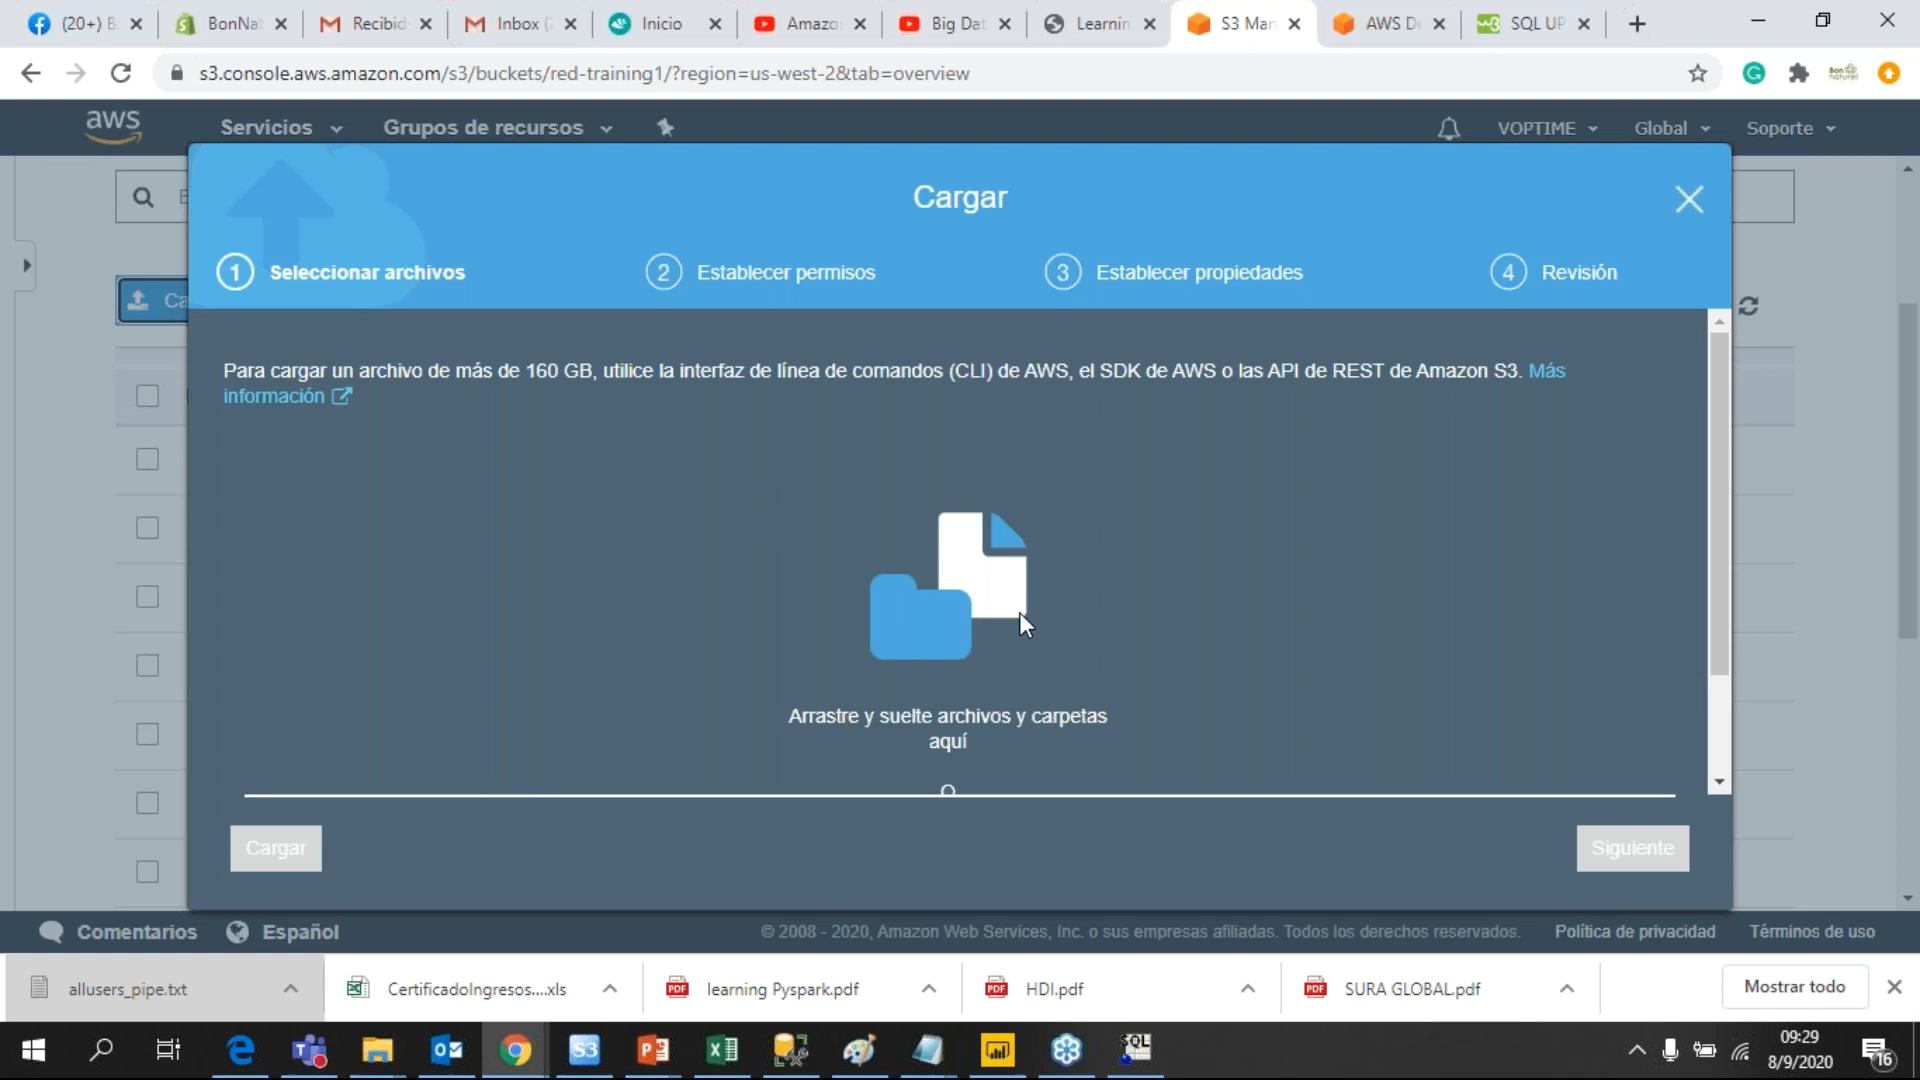 (20+) B
BonNa
Recibid
Inbox (
Inicio
Amazo
Big Dat
Learnin
S3 Man
AWS D
SQL UP
s3.console.aws.amazon.com/s3/buckets/red-training1/?region=us-west-2&tab=overview
aws
Servicios
Grupos de recursos
VOPTIME
Global
Soporte
Cargar
1 Seleccionar archivos
2 Establecer permisos
3 Establecer propiedades
4 Revisión
Ca
Para cargar un archivo de más de 160 GB, utilice la interfaz de línea de comandos (CLI) de AWS, el SDK de AWS o las API de REST de Amazon S3. Más
información
Arrastre y suelte archivos y carpetas
aquí
O
Cargar
Siguiente
Comentarios
Español
© 2008 - 2020, Amazon Web Services, Inc. o sus empresas afiliadas. Todos los derechos reservados.
Política de privacidad
Términos de uso
allusers_pipe.txt
CertificadoIngresos....xls
learning Pyspark.pdf
HDI.pdf
SURA GLOBAL.pdf
Mostrar todo
09:29
8/9/2020
16